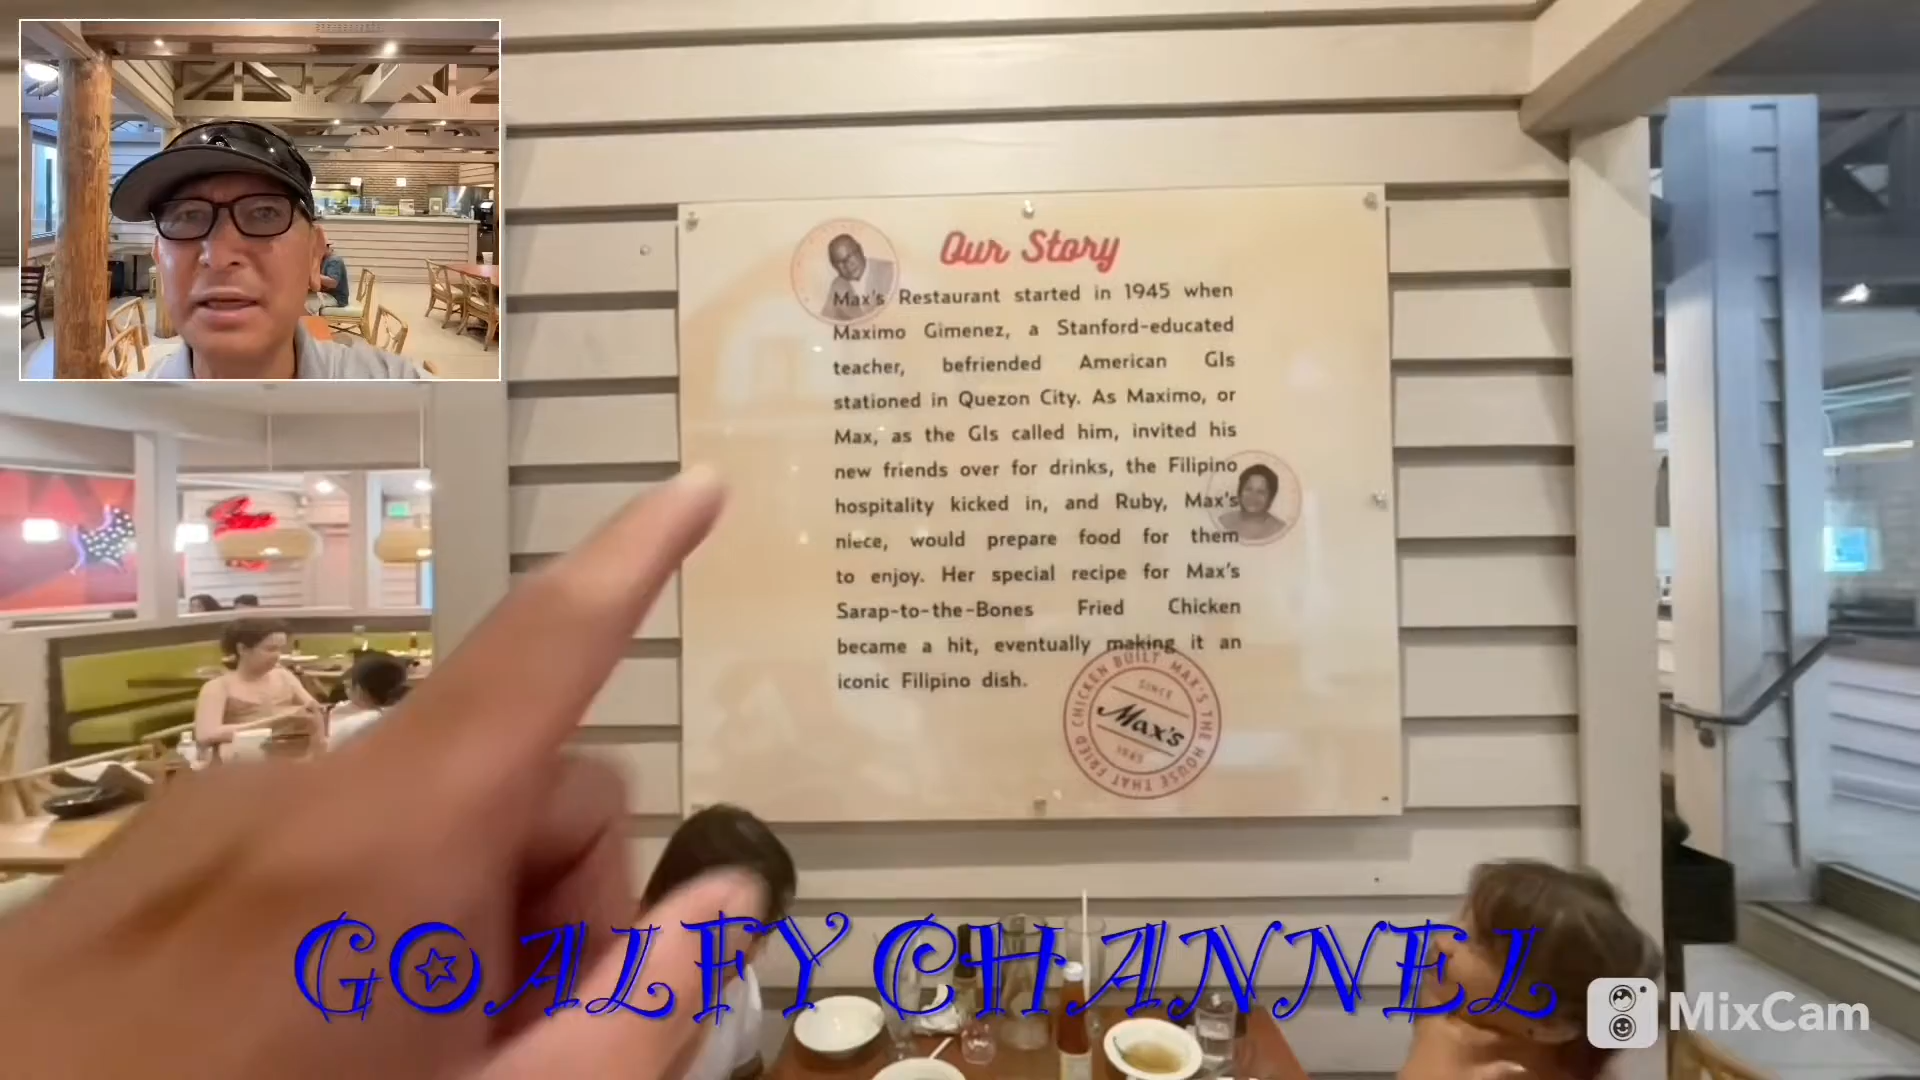 Our Story
Max's Restaurant started in 1945 when
Maximo Gimenez, a Stanford-educated
teacher, befriended American GIs
stationed in Quezon City. As Maximo, or
Max, as the GIs called him, invited his
new friends over for drinks, the Filipino
hospitality kicked in, and Ruby, Max's
niece, would prepare food for them
to enjoy. Her special recipe for Max's
Sarap-to-the-Bones Fried Chicken
became a hit, eventually making it an
iconic Filipino dish.
MAX'S THE HOUSE THAT FRIED CHICKEN BUILT
SINCE
Max's
1945
GOALFY CHANNEL
MixCam